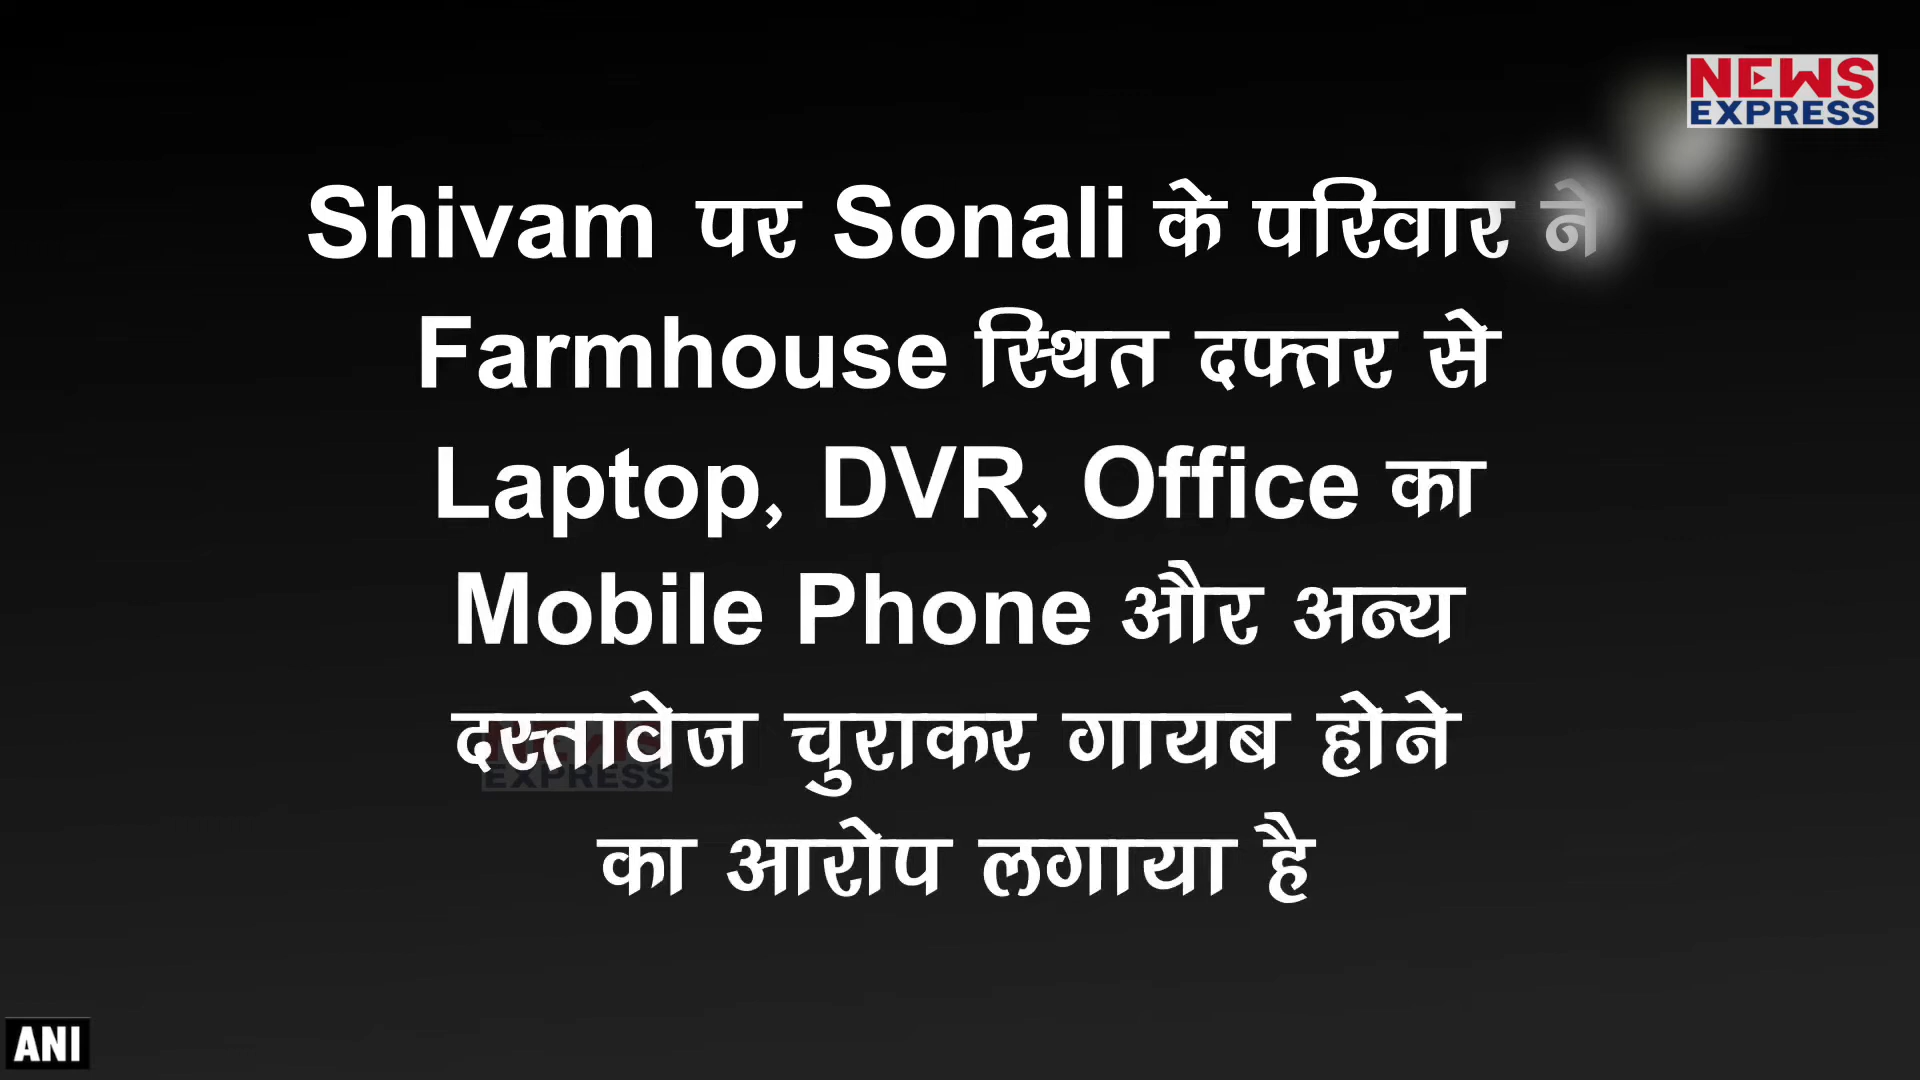 NEWS
EXPRESS
Shivam पर Sonali के परिवार ने
Farmhouse स्थित दफ्तर से
Laptop, DVR, Office का
Mobile Phone और अन्य
दस्तावेज चुराकर गायब होने
EXPRESS
का आरोप लगाया है
ANI